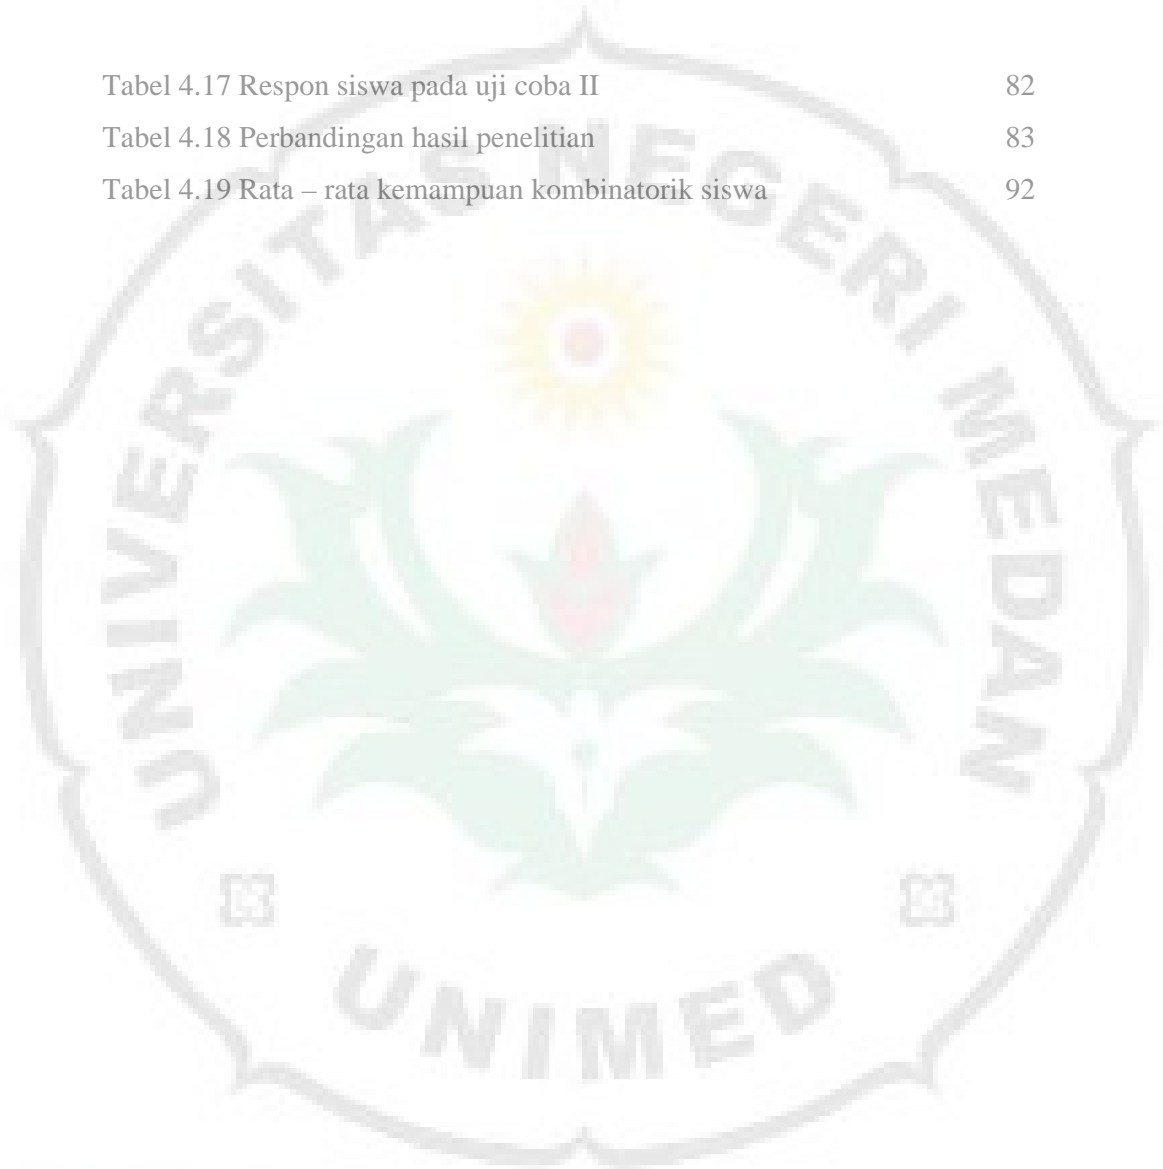 Tabel 4.17 Respon siswa pada uji coba II 82
Tabel 4.18 Perbandingan hasil penelitian 83
Tabel 4.19 Rata – rata kemampuan kombinatorik siswa 92
UNIVERSITAS NEGERI MEDAN
UNIMED